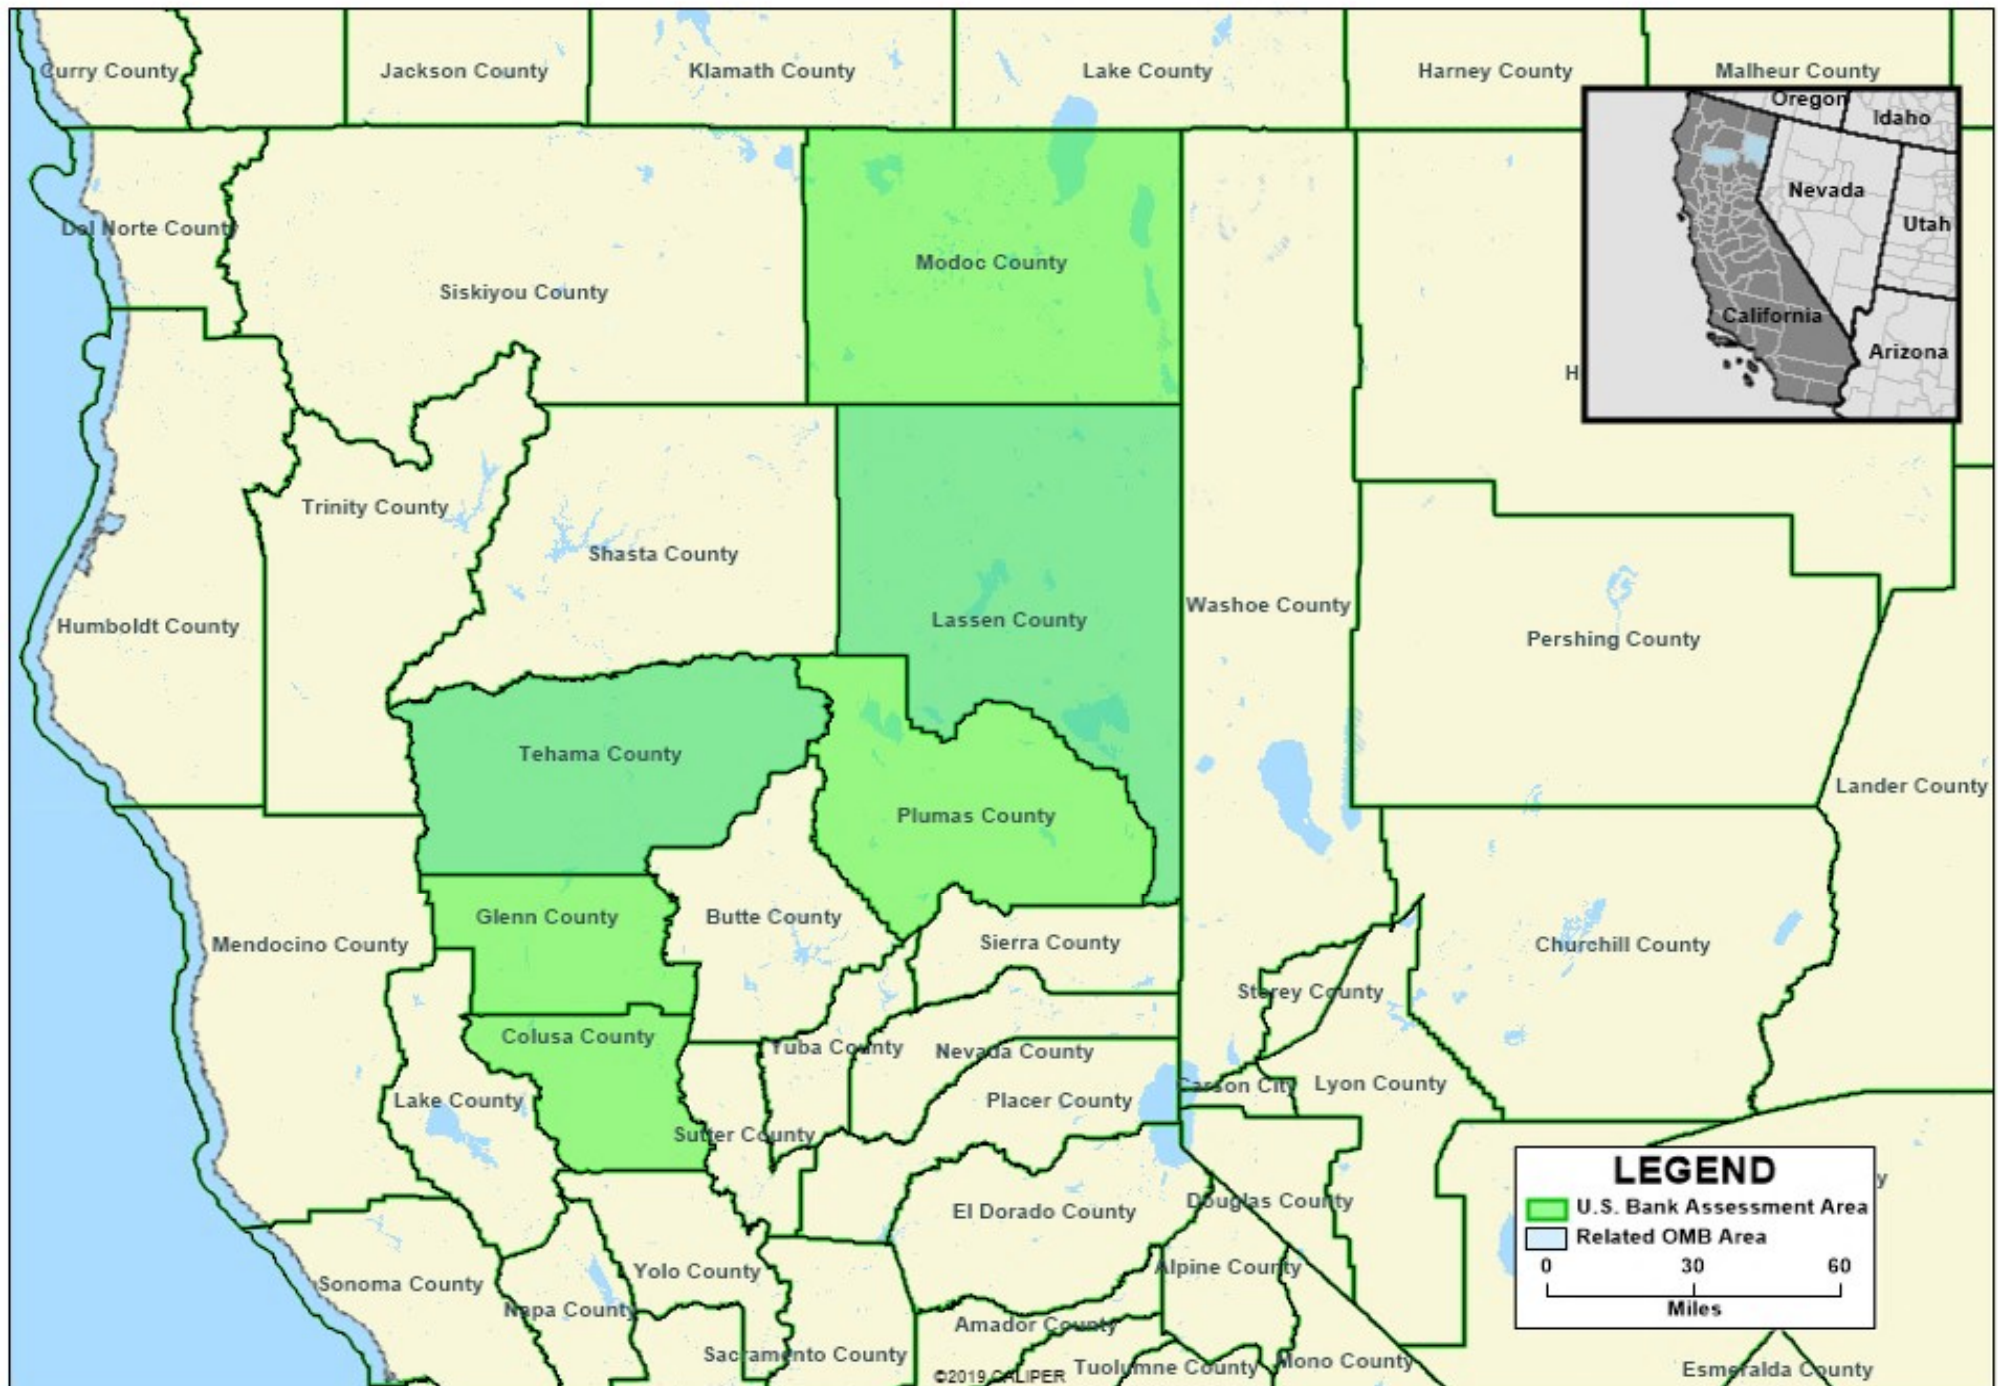 Curry County
Jackson County
Klamath County
Lake County
Harney County
Malheur County
Oregon
Idaho
Nevada
Utah
California
Arizona
Del Norte County
Siskiyou County
Modoc County
H
Trinity County
Shasta County
Humboldt County
Lassen County
Washoe County
Pershing County
Tehama County
Plumas County
Lander County
Glenn County
Butte County
Mendocino County
Sierra County
Churchill County
Storey County
Colusa County
Yuba County
Nevada County
Lake County
Placer County
Carson City
Lyon County
Sutter County
El Dorado County
Douglas County
y
LEGEND
U.S. Bank Assessment Area
Related OMB Area
0 30 60
Miles
Sonoma County
Yolo County
Alpine County
Napa County
Amador County
Sacramento County
Tuolumne County
Mono County
Esmeralda County
©2019 CALIPER